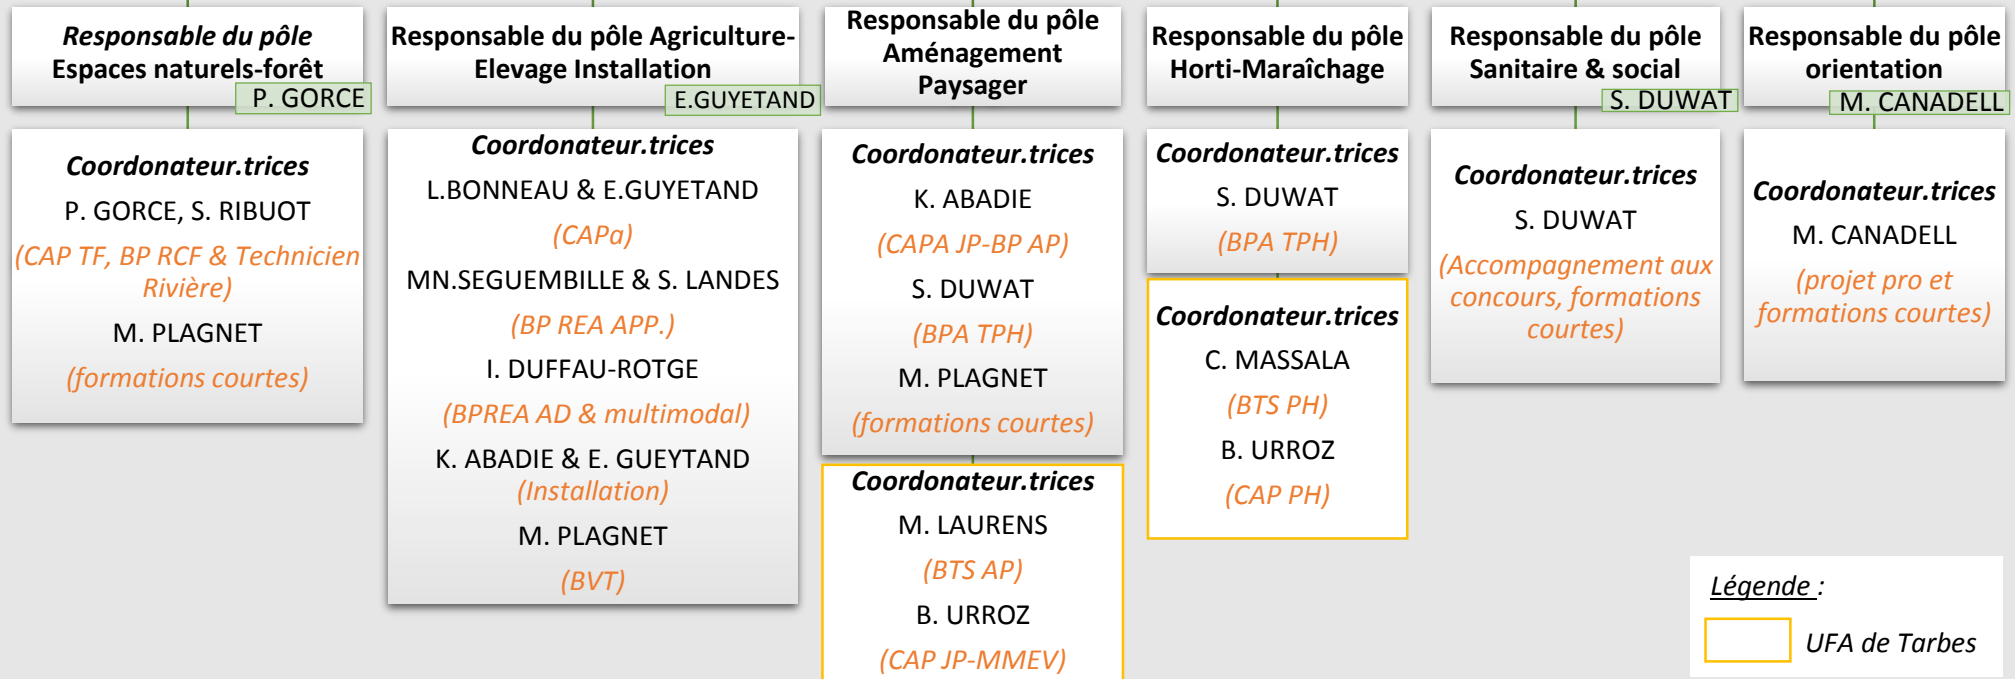 Responsable du pôle
Espaces naturels-forêt
P. GORCE
Coordonateur.trices
P. GORCE, S. RIBUOT
(CAP TF, BP RCF & Technicien
Rivière)
M. PLAGNET
(formations courtes)
Responsable du pôle Agriculture-
Elevage Installation
E.GUYETAND
Coordonateur.trices
L.BONNEAU & E.GUYETAND
(CAPa)
MN.SEGUEMBILLE & S. LANDES
(BP REA APP.)
I. DUFFAU-ROTGE
(BPREA AD & multimodal)
K. ABADIE & E. GUEYTAND
(Installation)
M. PLAGNET
(BVT)
Responsable du pôle
Aménagement
Paysager
Coordonateur.trices
K. ABADIE
(CAPA JP-BP AP)
S. DUWAT
(BPA TPH)
M. PLAGNET
(formations courtes)
Coordonateur.trices
M. LAURENS
(BTS AP)
B. URROZ
(CAP JP-MMEV)
Responsable du pôle
Horti-Maraîchage
Coordonateur.trices
S. DUWAT
(BPA TPH)
Coordonateur.trices
C. MASSALA
(BTS PH)
B. URROZ
(CAP PH)
Responsable du pôle
Sanitaire & social
S. DUWAT
Coordonateur.trices
S. DUWAT
(Accompagnement aux
concours, formations
courtes)
Responsable du pôle
orientation
M. CANADELL
Coordonateur.trices
M. CANADELL
(projet pro et
formations courtes)
Légende :
UFA de Tarbes